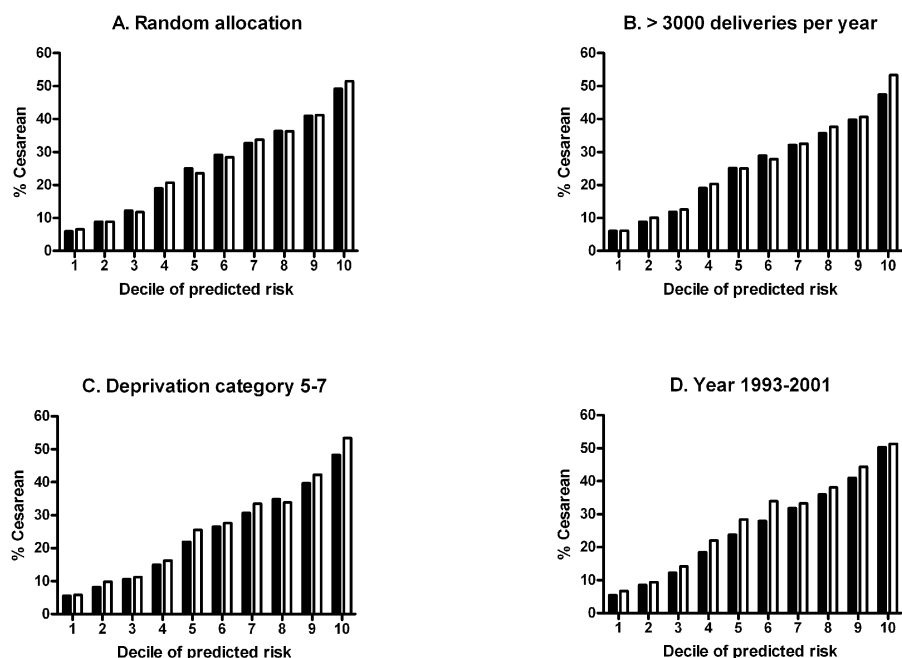 A. Random allocation
% Cesarean
60
50
40
30
20
10
0
1 2 3 4 5 6 7 8 9 10
Decile of predicted risk
B. > 3000 deliveries per year
% Cesarean
60
50
40
30
20
10
0
1 2 3 4 5 6 7 8 9 10
Decile of predicted risk
C. Deprivation category 5-7
% Cesarean
60
50
40
30
20
10
0
1 2 3 4 5 6 7 8 9 10
Decile of predicted risk
D. Year 1993-2001
% Cesarean
60
50
40
30
20
10
0
1 2 3 4 5 6 7 8 9 10
Decile of predicted risk